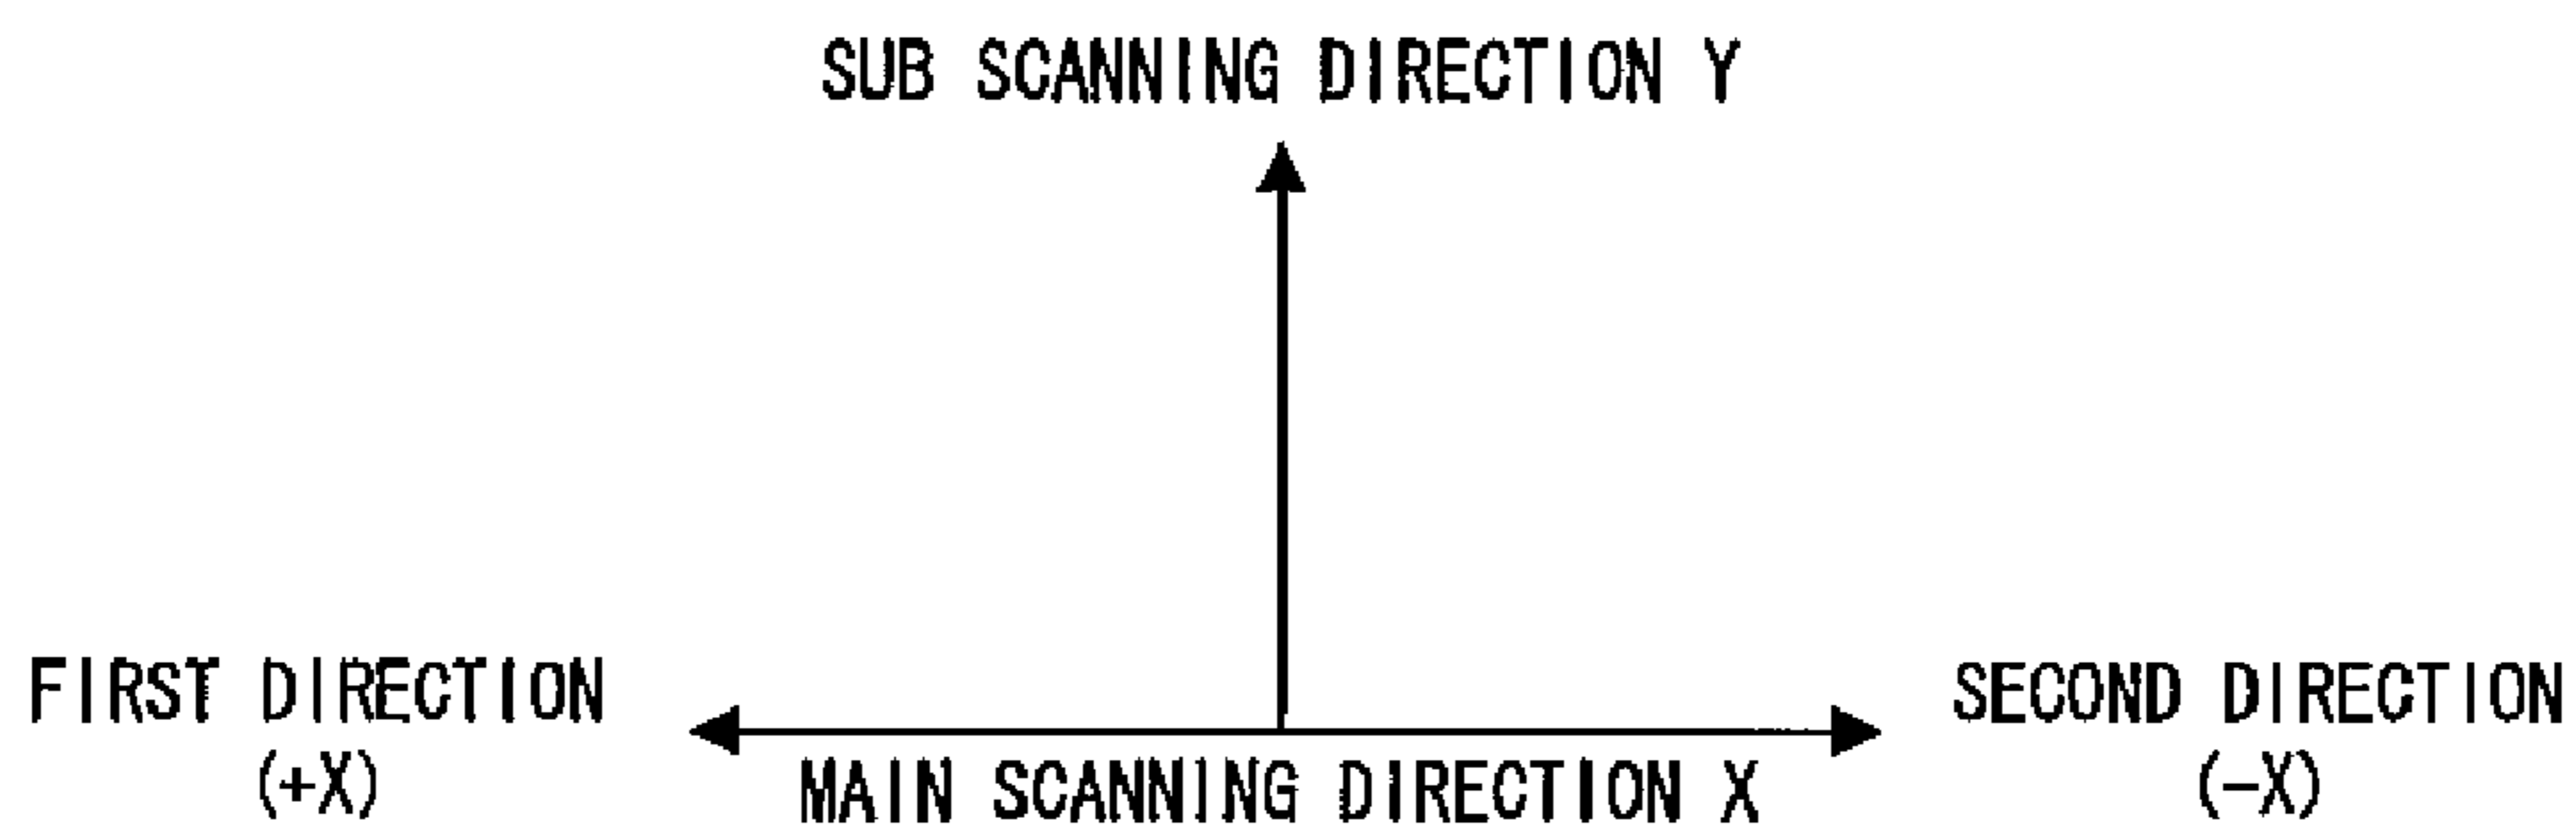 SUB SCANNING DIRECTION Y
FIRST DIRECTION
(+X)
MAIN SCANNING DIRECTION X
SECOND DIRECTION
(-X)